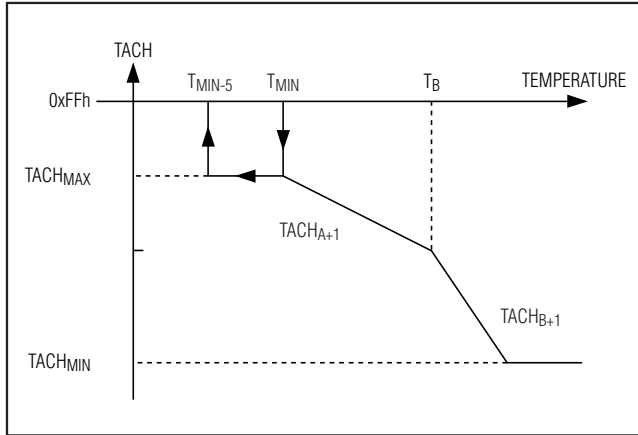 TACH
TMIN-5 TMIN TB TEMPERATURE
0xFFh
TACHMAX
TACHA+1
TACHB+1
TACHMIN